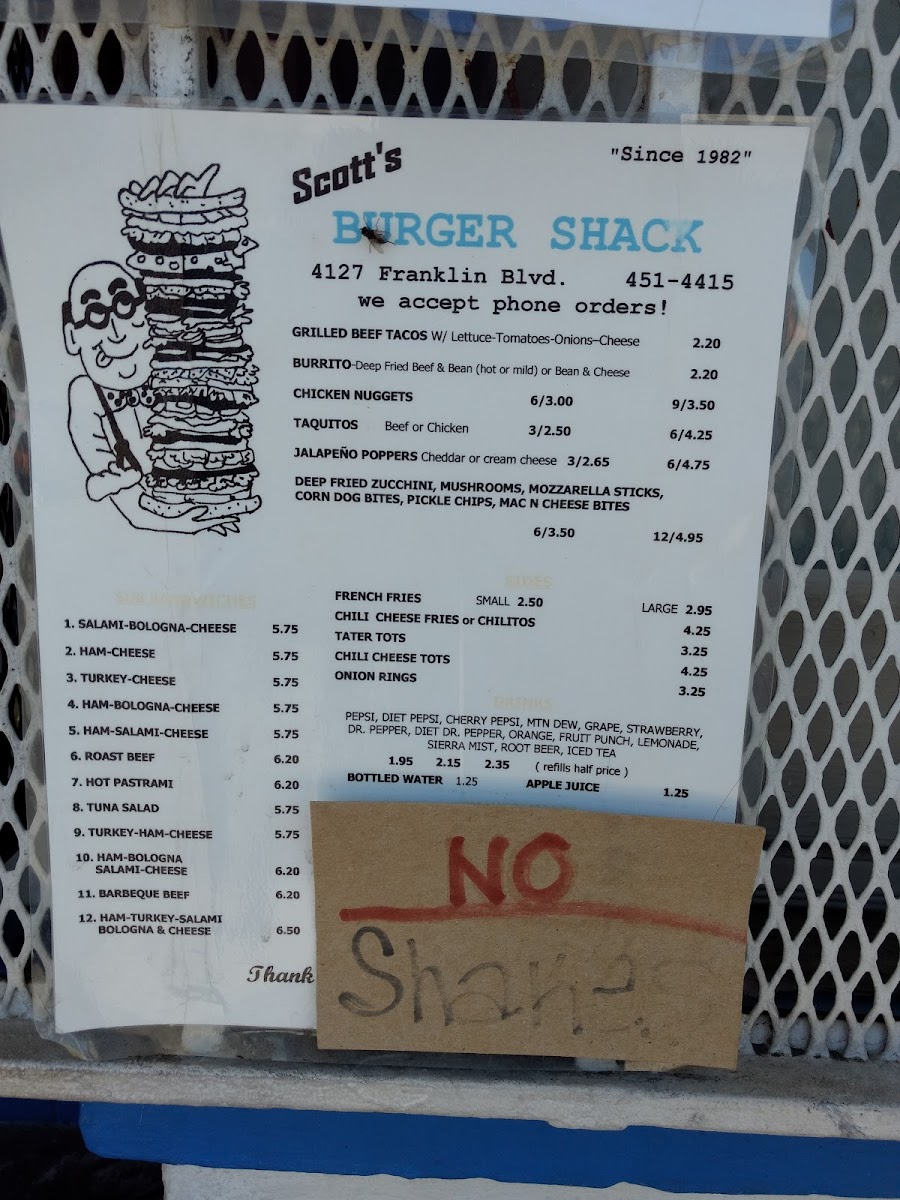 Scott's
"Since 1982"
BURGER SHACK
4127 Franklin Blvd. 451-4415
we accept phone orders!
GRILLED BEEF TACOS W/ Lettuce-Tomatoes-Onions–Cheese 2.20
BURRITO-Deep Fried Beef & Bean (hot or mild) or Bean & Cheese 2.20
CHICKEN NUGGETS 6/3.00 9/3.50
TAQUITOS Beef or Chicken 3/2.50 6/4.25
JALAPEÑO POPPERS Cheddar or cream cheese 3/2.65 6/4.75
DEEP FRIED ZUCCHINI, MUSHROOMS, MOZZARELLA STICKS,
CORN DOG BITES, PICKLE CHIPS, MAC N CHEESE BITES
6/3.50 12/4.95
SUB SANDWICHES
1. SALAMI-BOLOGNA-CHEESE 5.75
2. HAM-CHEESE 5.75
3. TURKEY-CHEESE 5.75
4. HAM-BOLOGNA-CHEESE 5.75
5. HAM-SALAMI-CHEESE 5.75
6. ROAST BEEF 6.20
7. HOT PASTRAMI 6.20
8. TUNA SALAD 5.75
9. TURKEY-HAM-CHEESE 5.75
10. HAM-BOLOGNA
SALAMI-CHEESE 6.20
11. BARBEQUE BEEF 6.20
12. HAM-TURKEY-SALAMI
BOLOGNA & CHEESE 6.50
SIDES
FRENCH FRIES SMALL 2.50 LARGE 2.95
CHILI CHEESE FRIES or CHILITOS 4.25
TATER TOTS 3.25
CHILI CHEESE TOTS 4.25
ONION RINGS 3.25
DRINKS
PEPSI, DIET PEPSI, CHERRY PEPSI, MTN DEW, GRAPE, STRAWBERRY,
DR. PEPPER, DIET DR. PEPPER, ORANGE, FRUIT PUNCH, LEMONADE,
SIERRA MIST, ROOT BEER, ICED TEA
1.95 2.15 2.35 ( refills half price )
BOTTLED WATER 1.25 APPLE JUICE 1.25
Thank
NO